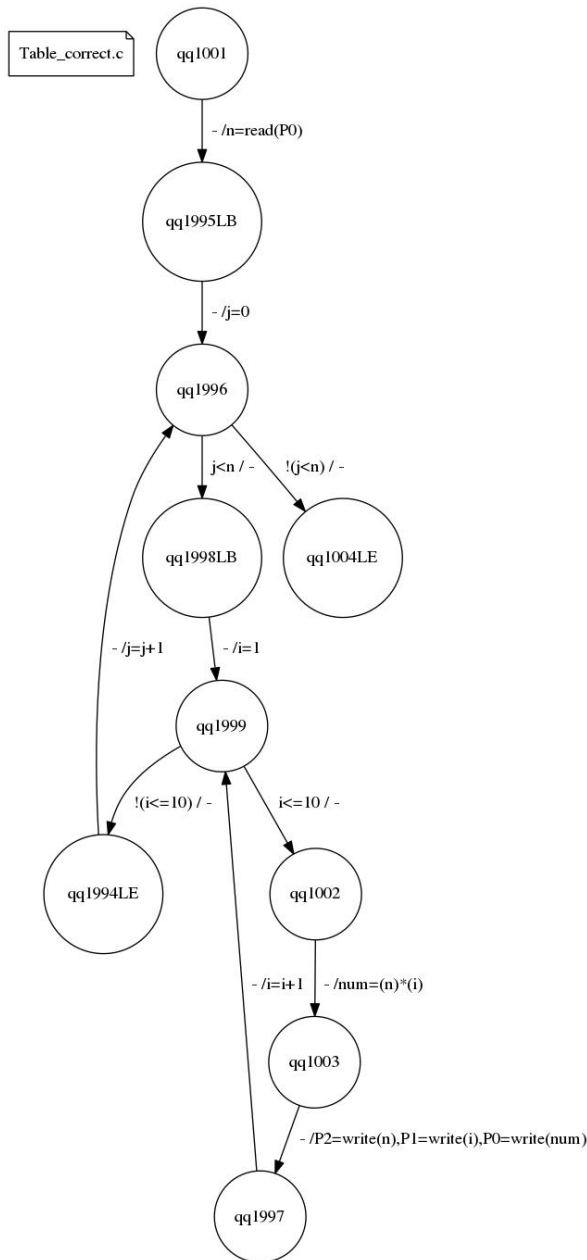 Table_correct.c
qq1001
- /n=read(P0)
qq1995LB
- /j=0
qq1996
j<n / -
!(j<n) / -
qq1998LB
qq1004LE
- /j=j+1
- /i=1
qq1999
!(i<=10) / -
i<=10 / -
qq1994LE
qq1002
- /i=i+1
- /num=(n)*(i)
qq1003
- /P2=write(n),P1=write(i),P0=write(num)
qq1997